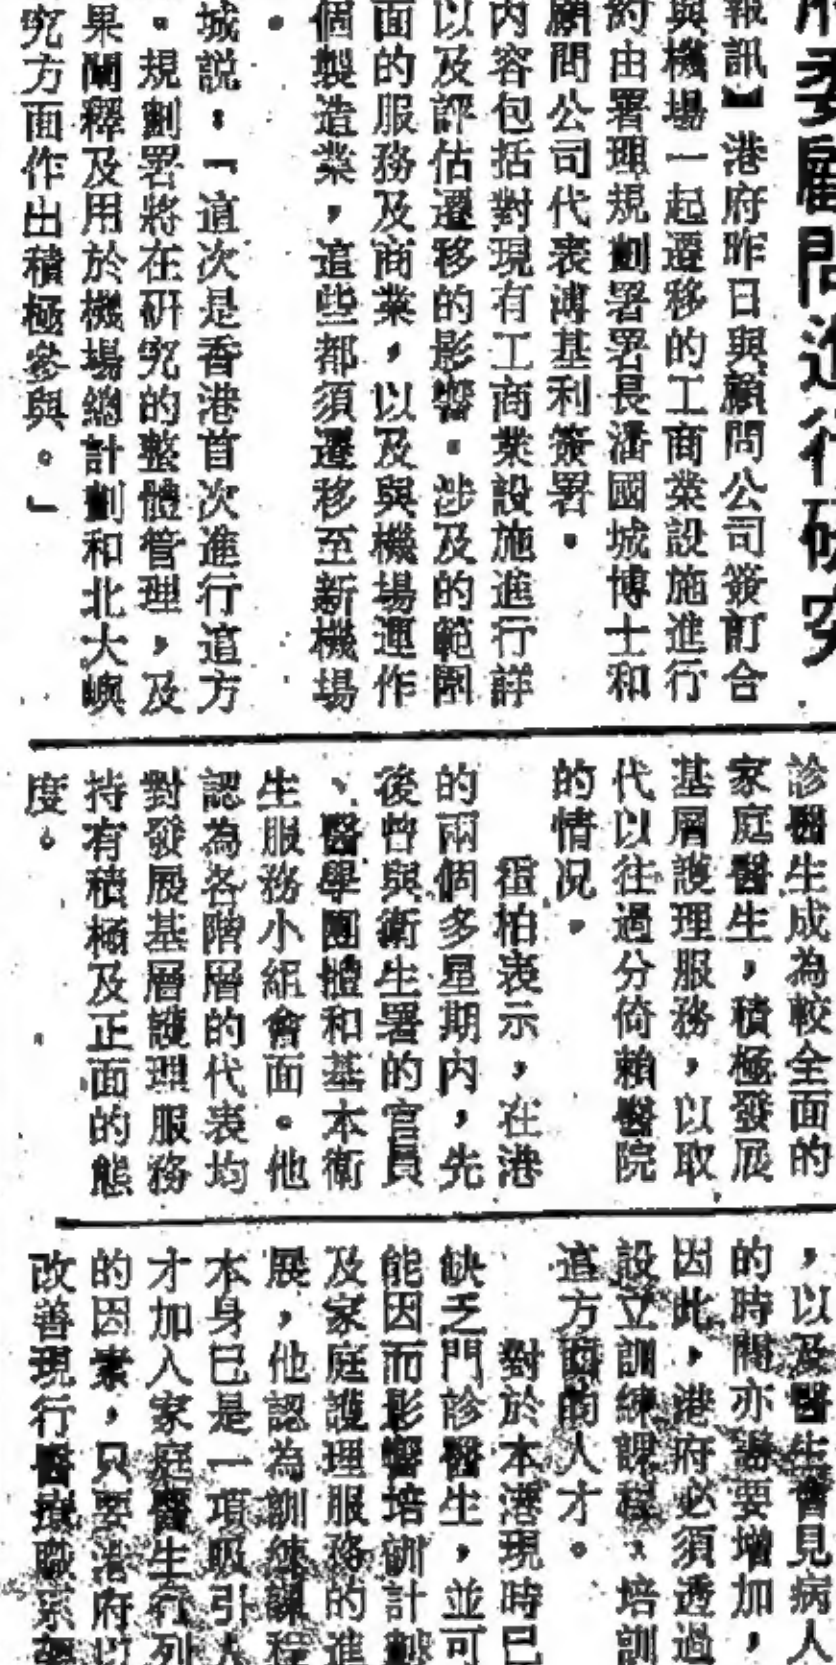 委顧問進行研究
報訊】港府昨日與顧問公司簽訂合
與機場一起遷移的工商業設施進行
約由署理規劃署署長潘國城博士和
顧問公司代表溥基利簽署。
內容包括對現有工商業設施進行詳
以及評估遷移的影響。涉及的範圍
面的服務及商業,以及與機場運作
個製造業,這些都須遷移至新機場
。
城說:「這次是香港首次進行這方
。規劃署將在研究的整體管理,及
果闡釋及用於機場總計劃和北大嶼
究方面作出積極參與。」
診醫生成為較全面的
家庭醫生,積極發展
基層護理服務,以取
代以往過分倚賴醫院
的情况。
柏表示,在港
的兩個多星期內,先
後曾與衛生署的官員
、醫學團體和基本衛
生服務小組會面。他
認為各階層的代表均
對發展基層護理服務
持有積極及正面的態
度。
,以及醫生會見病人
的時間亦需要增加,
因此,港府必須透過
設立訓練課程、培訓
這方面的人才。
對於本港現時已
缺乏門診醫生,並可
能因而影響培訓計劃
及家庭護理服務的進
展,他認為訓練課程
本身已是一項吸引人
才加入家庭醫生行列
的因素,只要港府以
改善現行醫療職系